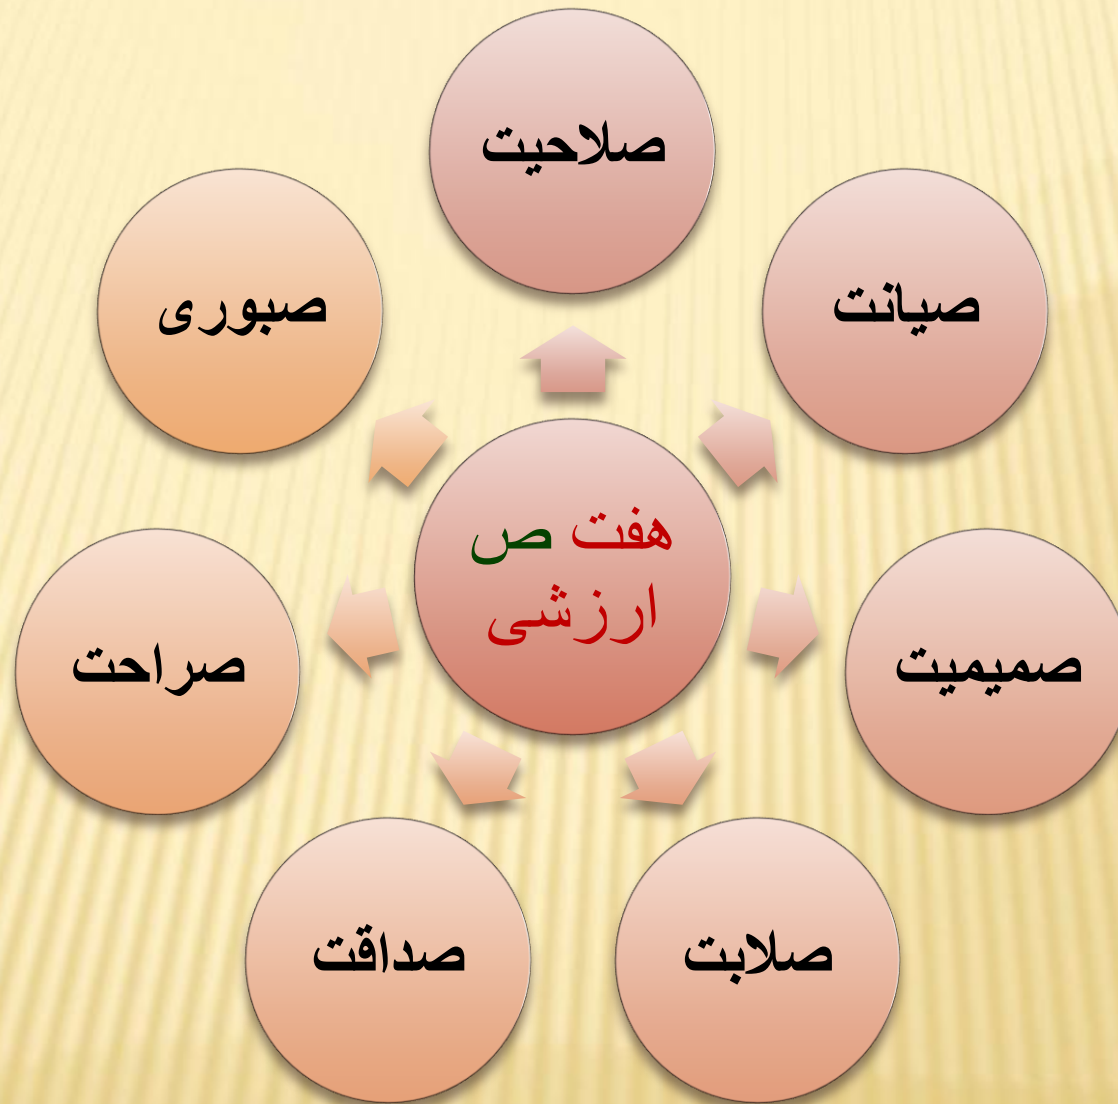 صلاحیت
صیانت
صمیمیت
صلابت
صداقت
صراحت
صبوری
هفت ص
ارزشی